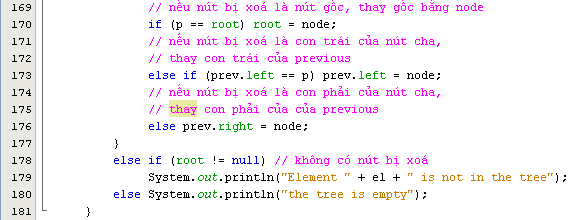 169 // nếu nút bị xoá là nút gốc, thay gốc bằng node
170 if (p == root) root = node;
171 // nếu nút bị xoá là con trái của nút cha,
172 // thay con trái của previous
173 else if (prev.left == p) prev.left = node;
174 // nếu nút bị xoá là con phải của nút cha,
175 // thay con phải của của previous
176 else prev.right = node;
177 }
178 else if (root != null) // không có nút bị xoá
179 System.out.println("Element " + el + " is not in the tree");
180 else System.out.println("the tree is empty");
181 }